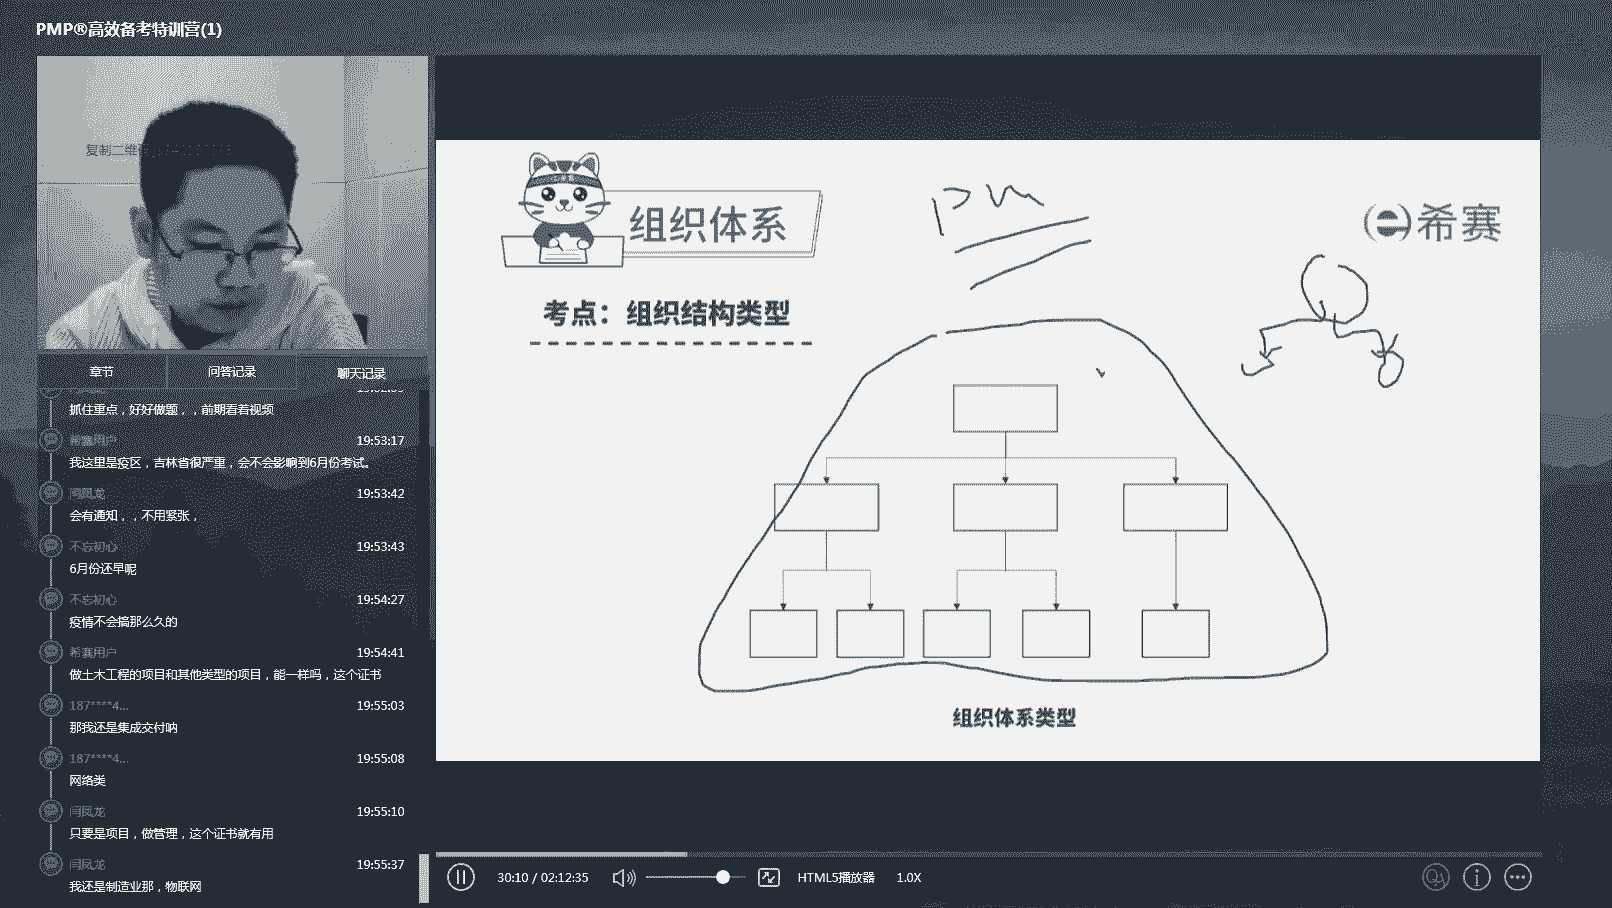 PMP®高效备考特训营(1)
复制二维
组织体系
PM
希赛
考点：组织结构类型
组织体系类型
章节
问答记录
聊天记录
抓住重点，好好做题，，前期看着视频
希赛用户
19:53:17
我这里是疫区，吉林省很严重，会不会影响到6月份考试。
闫凤龙
19:53:42
会有通知，，不用紧张，
不忘初心
19:53:43
6月份还早呢
不忘初心
19:54:27
疫情不会搞那么久的
希赛用户
19:54:41
做土木工程的项目和其他类型的项目，能一样吗，这个证书
187****4...
19:55:03
那我还是集成交付呐
187****4...
19:55:08
网络类
闫凤龙
19:55:10
只要是项目，做管理，这个证书就有用
闫凤龙
19:55:37
我还是制造业那，物联网
30:10 / 02:12:35
HTML5播放器
1.0X